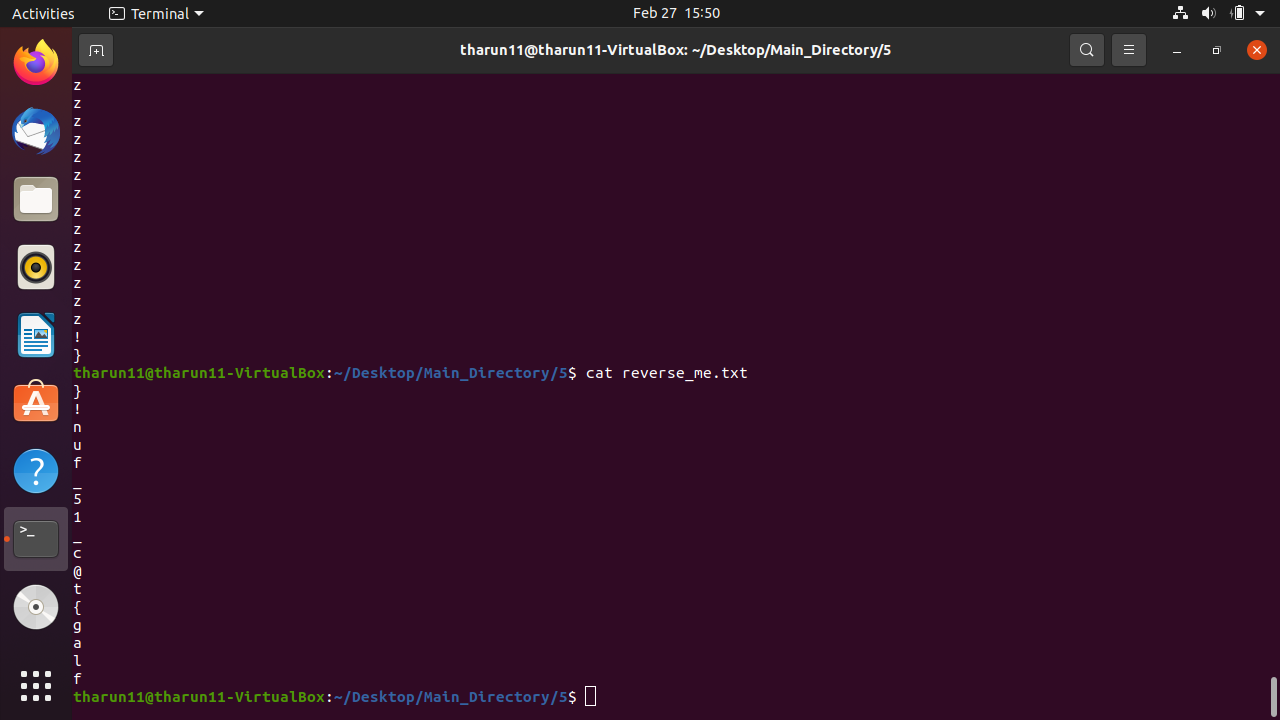 Activities
Terminal
Feb 27 15:50
tharun11@tharun11-VirtualBox: ~/Desktop/Main_Directory/5
z
z
z
z
z
z
z
z
z
z
z
z
z
z
!
}
tharun11@tharun11-VirtualBox:~/Desktop/Main_Directory/5$ cat reverse_me.txt
}
!
n
u
f
_
5
1
_
c
@
t
{
g
a
l
f
tharun11@tharun11-VirtualBox:~/Desktop/Main_Directory/5$